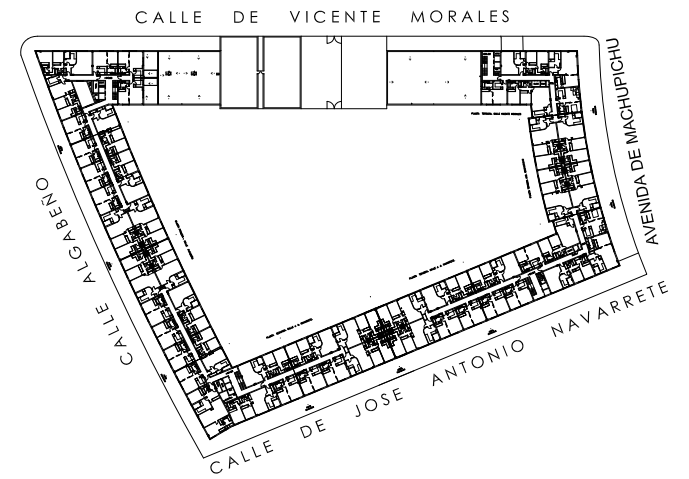 CALLE DE VICENTE MORALES
AVENIDA DE MACHUPICHU
CALLE ALGABEÑO
CALLE DE JOSE ANTONIO NAVARRETE